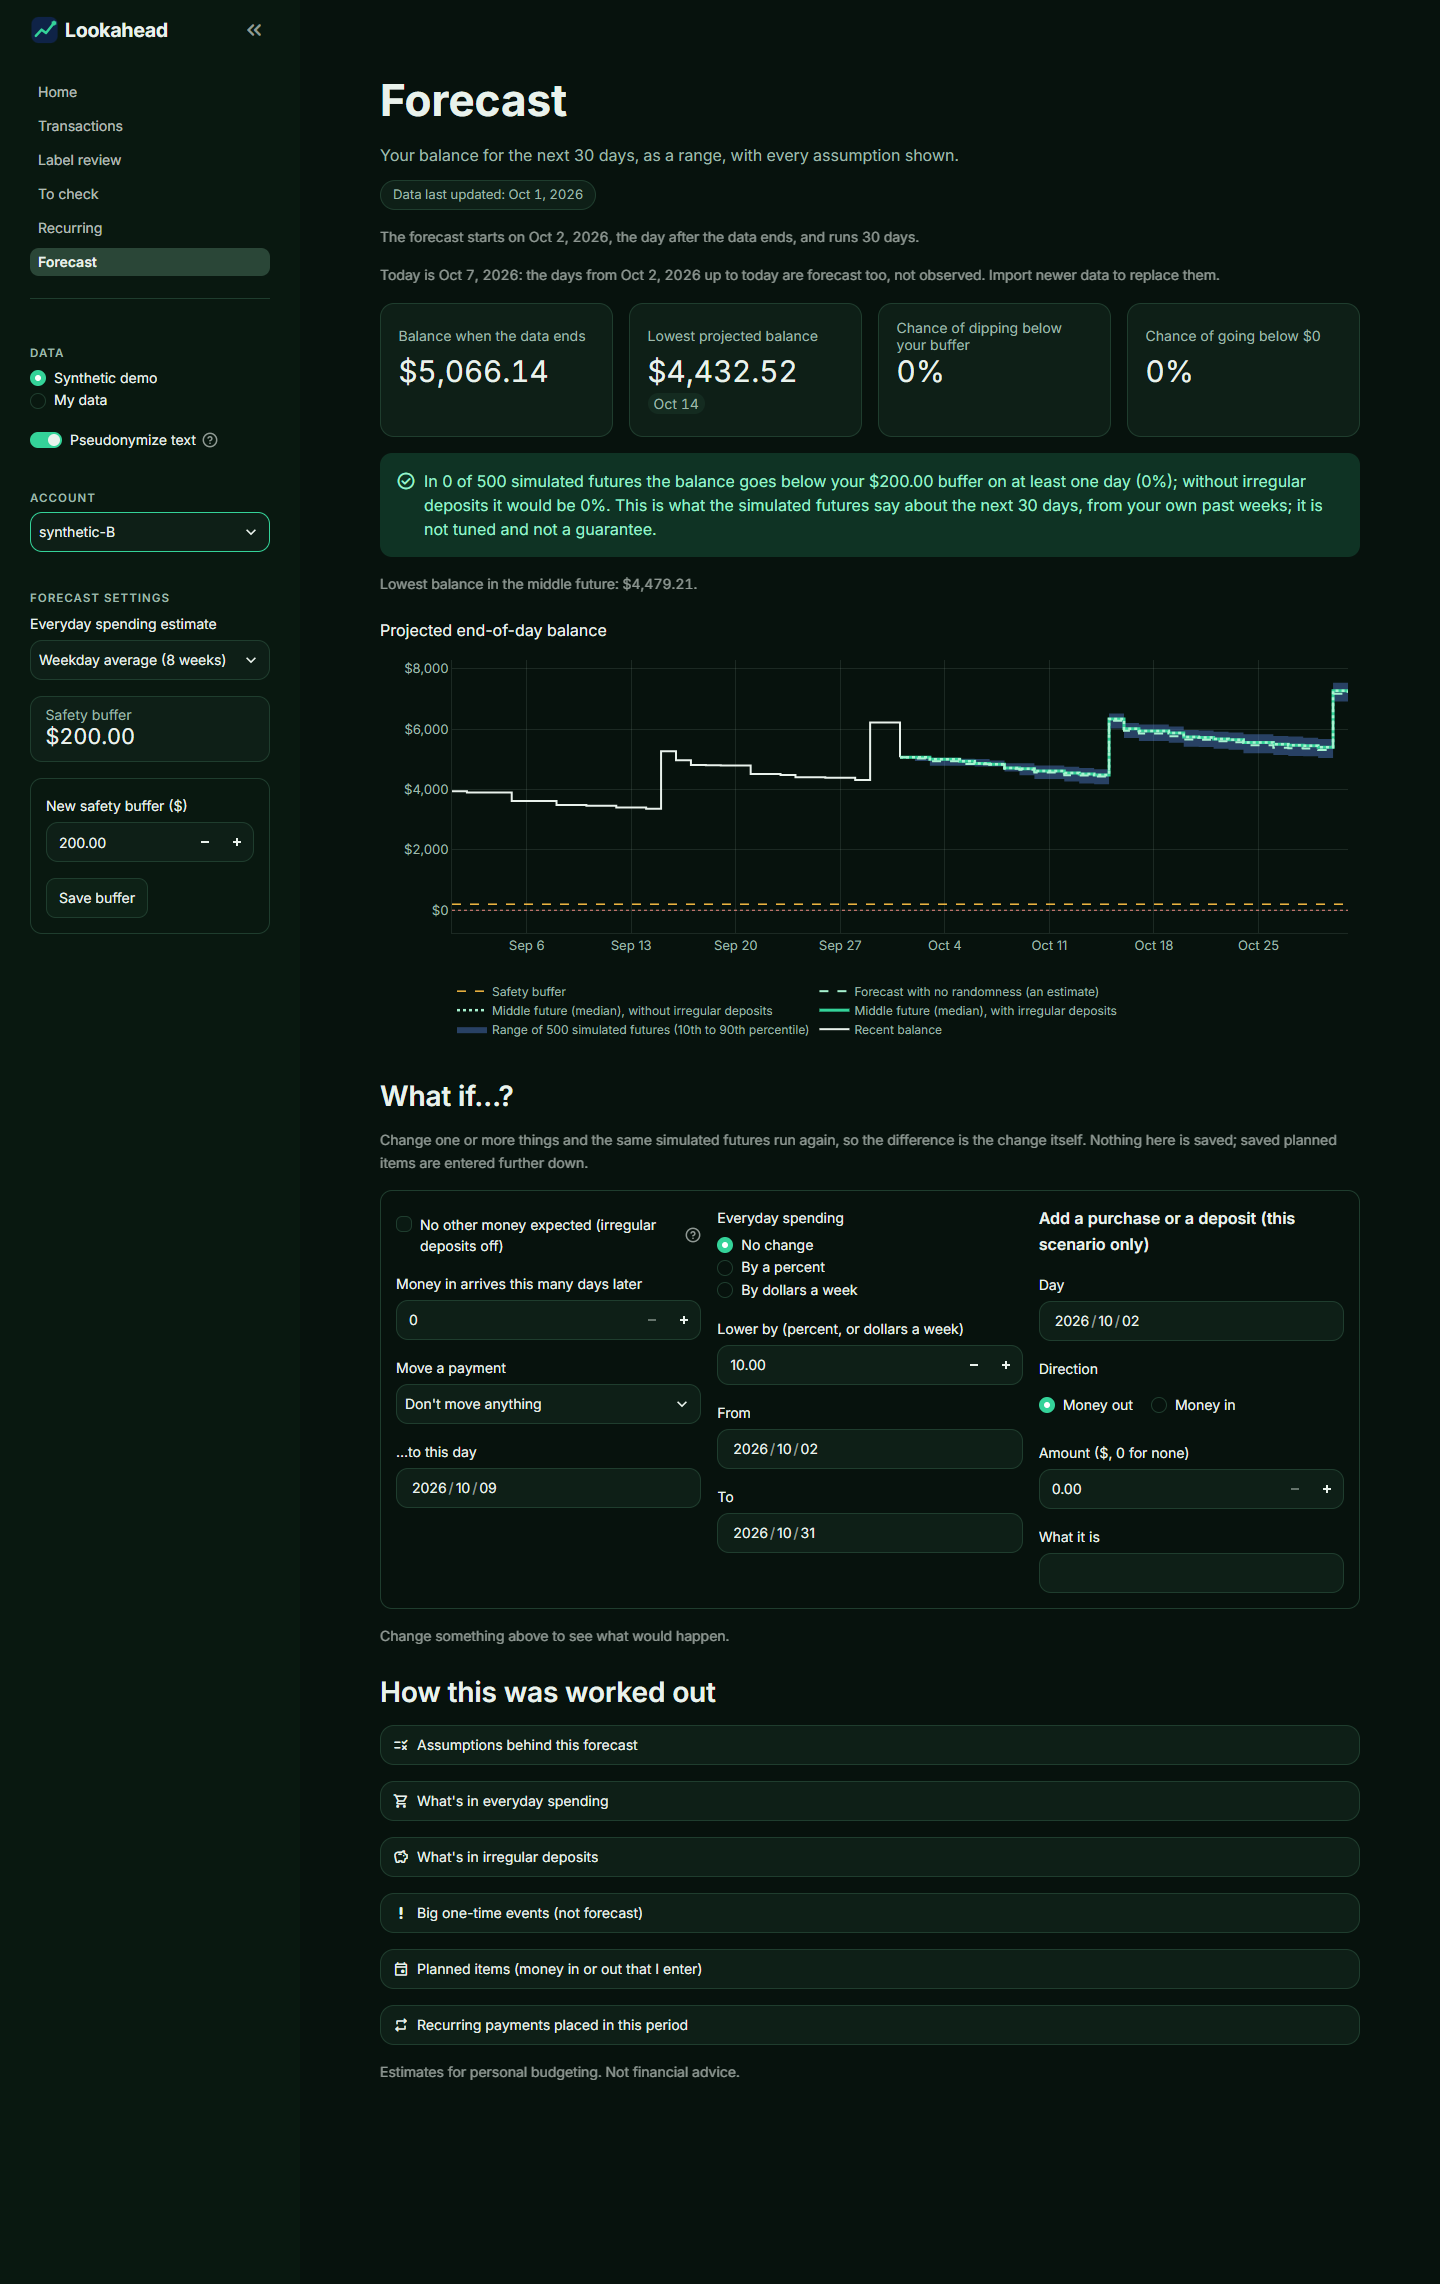 Lookahead
Home
Transactions
Label review
To check
Recurring
Forecast
DATA
Synthetic demo
My data
Pseudonymize text
ACCOUNT
synthetic-B
FORECAST SETTINGS
Everyday spending estimate
Weekday average (8 weeks)
Safety buffer
$200.00
New safety buffer ($)
200.00
Save buffer
Forecast
Your balance for the next 30 days, as a range, with every assumption shown.
Data last updated: Oct 1, 2026
The forecast starts on Oct 2, 2026, the day after the data ends, and runs 30 days.
Today is Oct 7, 2026: the days from Oct 2, 2026 up to today are forecast too, not observed. Import newer data to replace them.
Balance when the data ends
$5,066.14
Lowest projected balance
$4,432.52
Oct 14
Chance of dipping below
your buffer
0%
Chance of going below $0
0%
In 0 of 500 simulated futures the balance goes below your $200.00 buffer on at least one day (0%); without irregular
deposits it would be 0%. This is what the simulated futures say about the next 30 days, from your own past weeks; it is
not tuned and not a guarantee.
Lowest balance in the middle future: $4,479.21.
Projected end-of-day balance
$8,000
$6,000
$4,000
$2,000
$0
Sep 6
Sep 13
Sep 20
Sep 27
Oct 4
Oct 11
Oct 18
Oct 25
Safety buffer
Forecast with no randomness (an estimate)
Middle future (median), without irregular deposits
Middle future (median), with irregular deposits
Range of 500 simulated futures (10th to 90th percentile)
Recent balance
What if...?
Change one or more things and the same simulated futures run again, so the difference is the change itself. Nothing here is saved; saved planned
items are entered further down.
No other money expected (irregular
deposits off)
Money in arrives this many days later
0
Move a payment
Don't move anything
...to this day
2026/10/09
Everyday spending
No change
By a percent
By dollars a week
Lower by (percent, or dollars a week)
10.00
From
2026/10/02
To
2026/10/31
Add a purchase or a deposit (this
scenario only)
Day
2026/10/02
Direction
Money out
Money in
Amount ($, 0 for none)
0.00
What it is
Change something above to see what would happen.
How this was worked out
Assumptions behind this forecast
What's in everyday spending
What's in irregular deposits
Big one-time events (not forecast)
Planned items (money in or out that I enter)
Recurring payments placed in this period
Estimates for personal budgeting. Not financial advice.